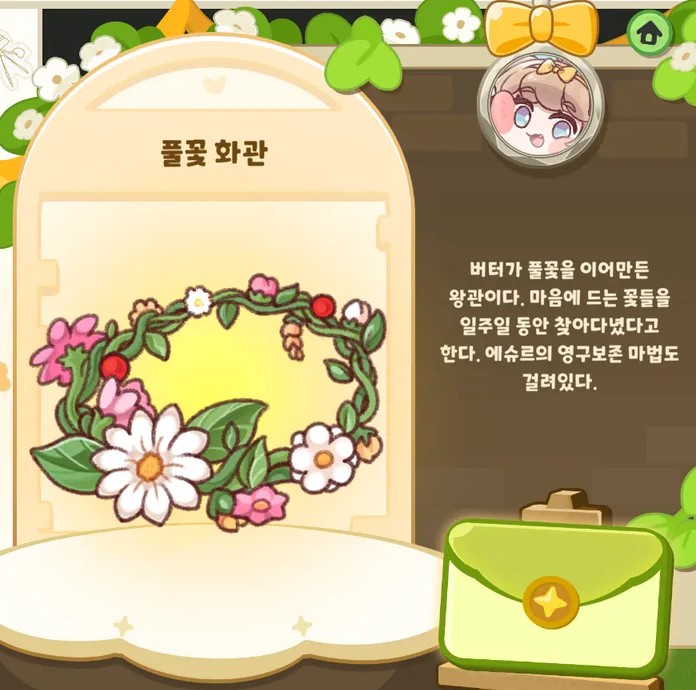 풀꽃 화관
버터가 풀꽃을 이어만든
왕관이다. 마음에 드는 꽃들을
일주일 동안 찾아다녔다고
한다. 에슈르의 영구보존 마법도
걸려있다.